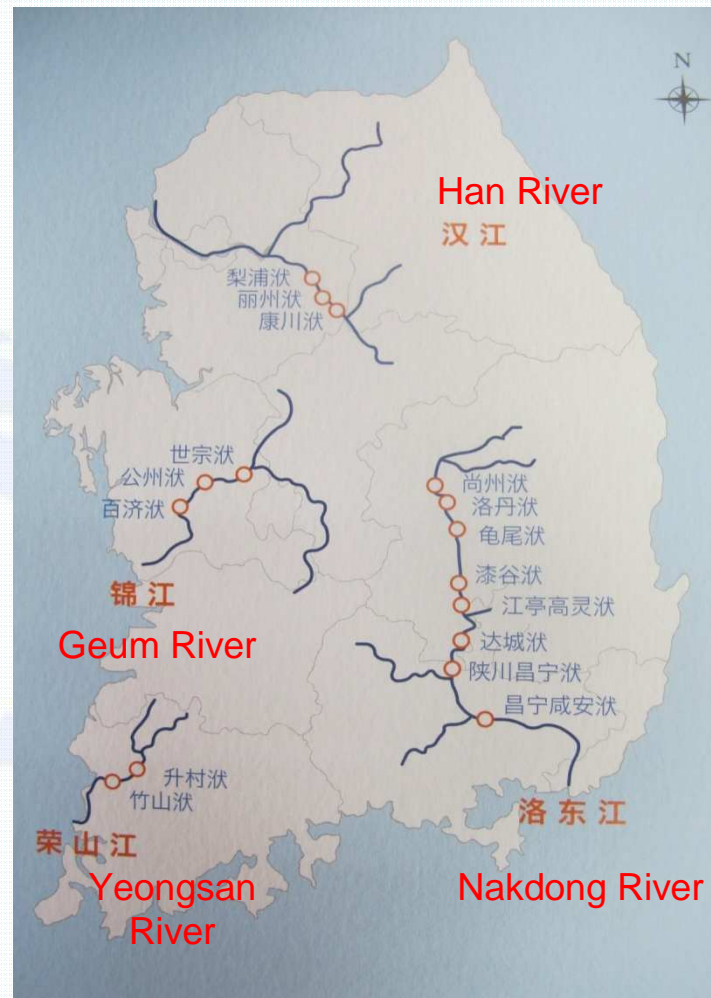 N
Han River
汉江
梨浦洑
丽州洑
康川洑
世宗洑
公州洑
百济洑
锦江
Geum River
尚州洑
洛丹洑
龟尾洑
漆谷洑
江亭高灵洑
达城洑
陕川昌宁洑
昌宁咸安洑
升村洑
竹山洑
荣山江
Yeongsan
River
洛东江
Nakdong River